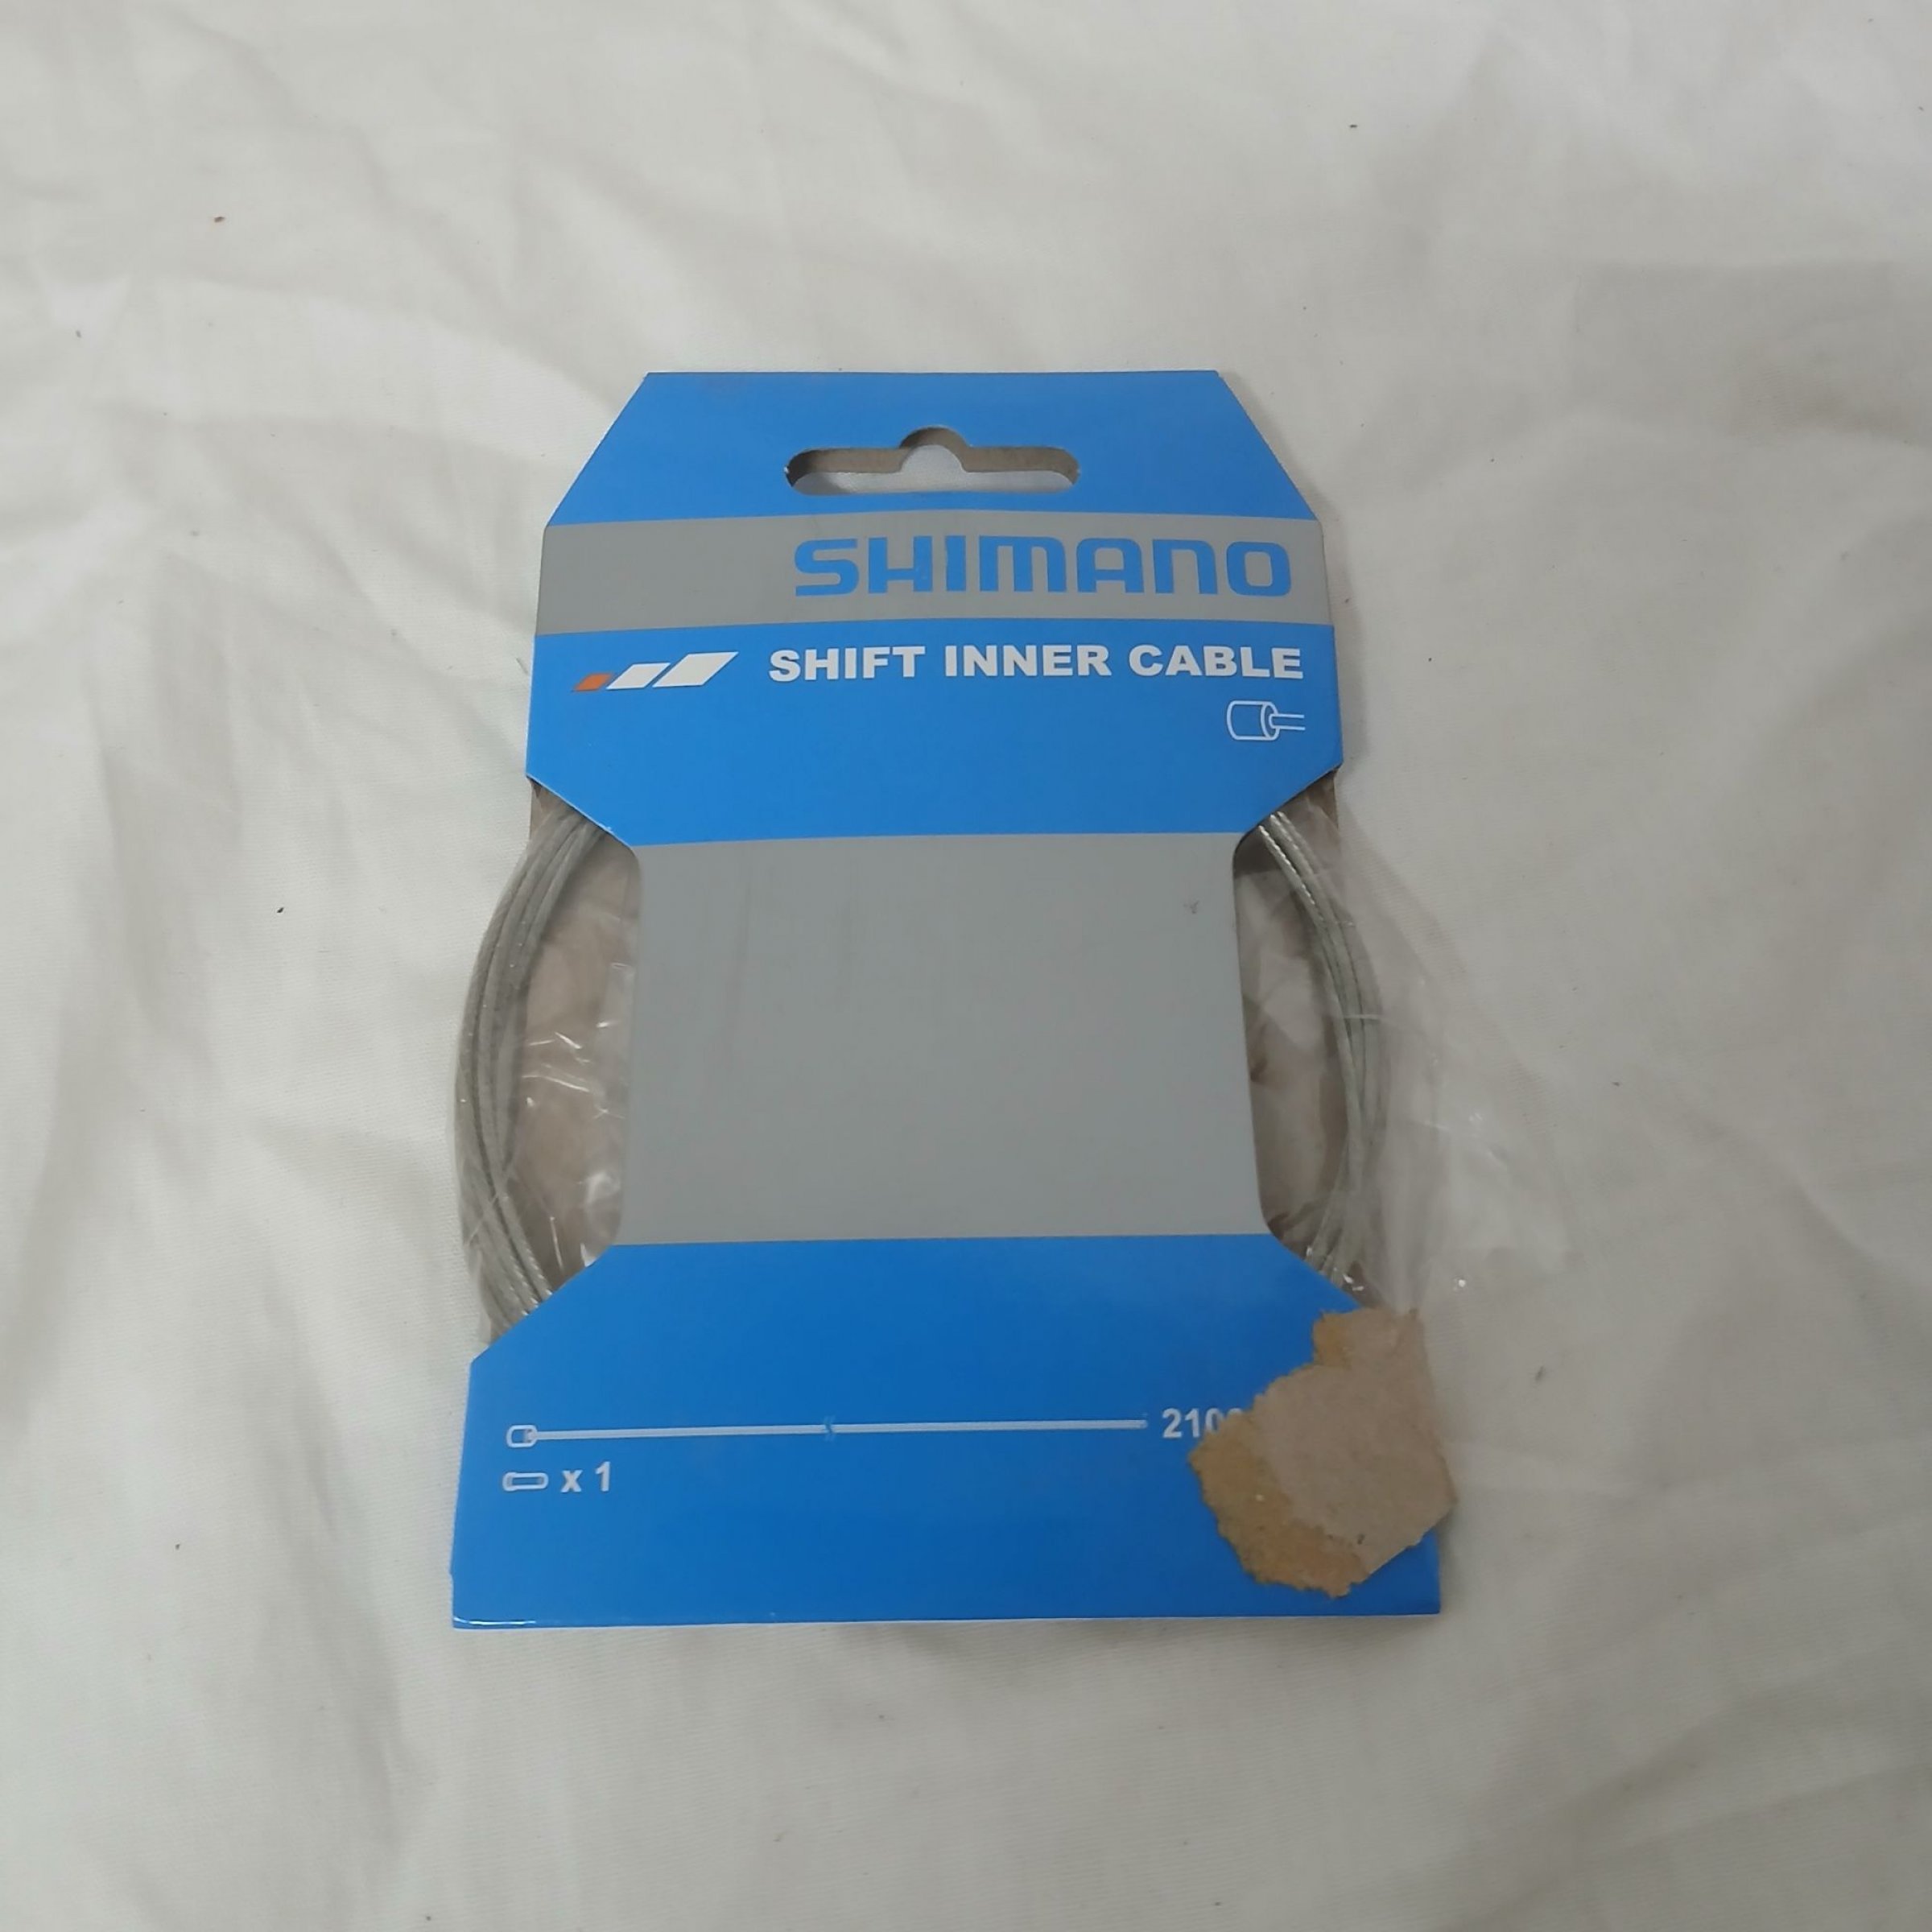 SHIMANO
SHIFT INNER CABLE
x 1